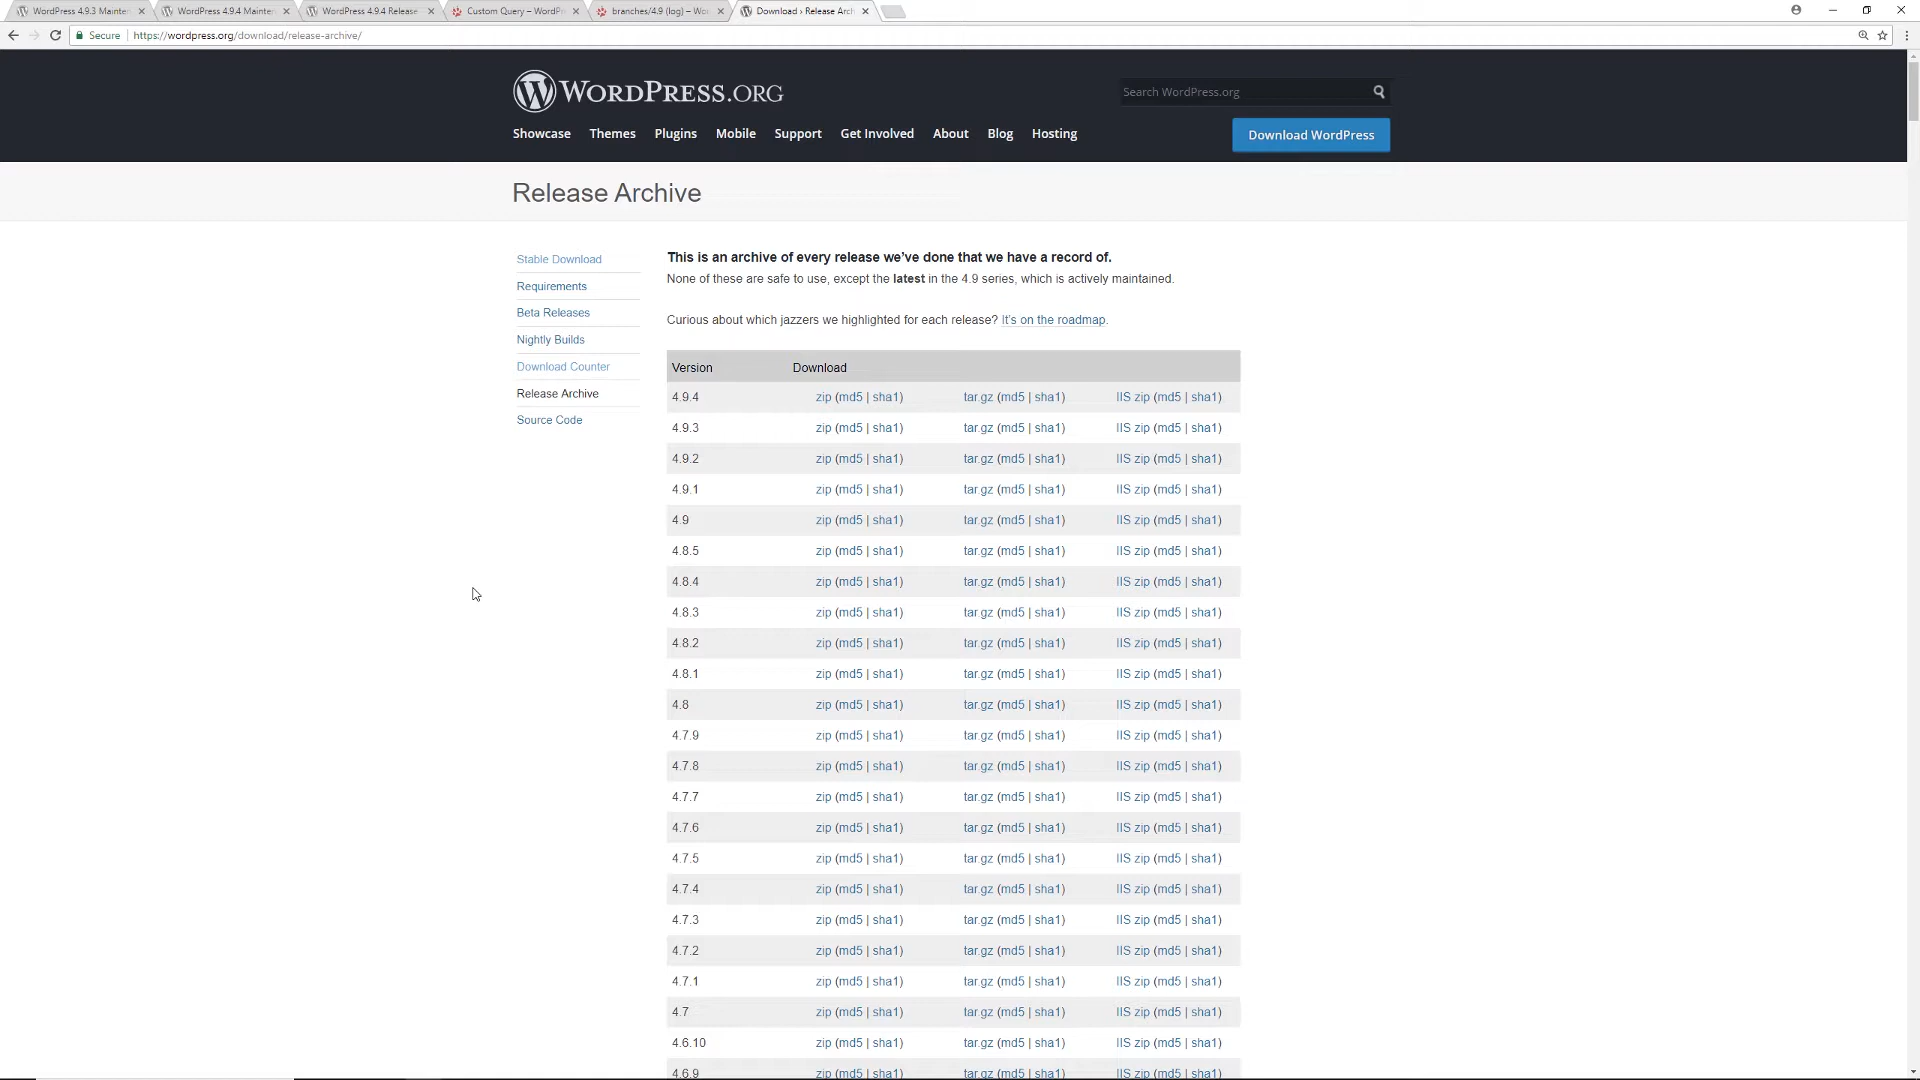 WordPress 4.9.3 Mainten
WordPress 4.9.4 Mainten
WordPress 4.9.4 Release
Custom Query – WordPr
branches/4.9 (log) – Wo
Download › Release Arch
Secure https://wordpress.org/download/release-archive/
WORDPRESS.ORG
Search WordPress.org
Showcase Themes Plugins Mobile Support Get Involved About Blog Hosting
Download WordPress
Release Archive
Stable Download
Requirements
Beta Releases
Nightly Builds
Download Counter
Release Archive
Source Code
This is an archive of every release we've done that we have a record of.
None of these are safe to use, except the latest in the 4.9 series, which is actively maintained.
Curious about which jazzers we highlighted for each release? It's on the roadmap.
Version Download
4.9.4 zip (md5 | sha1) tar.gz (md5 | sha1) IIS zip (md5 | sha1)
4.9.3 zip (md5 | sha1) tar.gz (md5 | sha1) IIS zip (md5 | sha1)
4.9.2 zip (md5 | sha1) tar.gz (md5 | sha1) IIS zip (md5 | sha1)
4.9.1 zip (md5 | sha1) tar.gz (md5 | sha1) IIS zip (md5 | sha1)
4.9 zip (md5 | sha1) tar.gz (md5 | sha1) IIS zip (md5 | sha1)
4.8.5 zip (md5 | sha1) tar.gz (md5 | sha1) IIS zip (md5 | sha1)
4.8.4 zip (md5 | sha1) tar.gz (md5 | sha1) IIS zip (md5 | sha1)
4.8.3 zip (md5 | sha1) tar.gz (md5 | sha1) IIS zip (md5 | sha1)
4.8.2 zip (md5 | sha1) tar.gz (md5 | sha1) IIS zip (md5 | sha1)
4.8.1 zip (md5 | sha1) tar.gz (md5 | sha1) IIS zip (md5 | sha1)
4.8 zip (md5 | sha1) tar.gz (md5 | sha1) IIS zip (md5 | sha1)
4.7.9 zip (md5 | sha1) tar.gz (md5 | sha1) IIS zip (md5 | sha1)
4.7.8 zip (md5 | sha1) tar.gz (md5 | sha1) IIS zip (md5 | sha1)
4.7.7 zip (md5 | sha1) tar.gz (md5 | sha1) IIS zip (md5 | sha1)
4.7.6 zip (md5 | sha1) tar.gz (md5 | sha1) IIS zip (md5 | sha1)
4.7.5 zip (md5 | sha1) tar.gz (md5 | sha1) IIS zip (md5 | sha1)
4.7.4 zip (md5 | sha1) tar.gz (md5 | sha1) IIS zip (md5 | sha1)
4.7.3 zip (md5 | sha1) tar.gz (md5 | sha1) IIS zip (md5 | sha1)
4.7.2 zip (md5 | sha1) tar.gz (md5 | sha1) IIS zip (md5 | sha1)
4.7.1 zip (md5 | sha1) tar.gz (md5 | sha1) IIS zip (md5 | sha1)
4.7 zip (md5 | sha1) tar.gz (md5 | sha1) IIS zip (md5 | sha1)
4.6.10 zip (md5 | sha1) tar.gz (md5 | sha1) IIS zip (md5 | sha1)
4.6.9 zip (md5 | sha1) tar.gz (md5 | sha1) IIS zip (md5 | sha1)